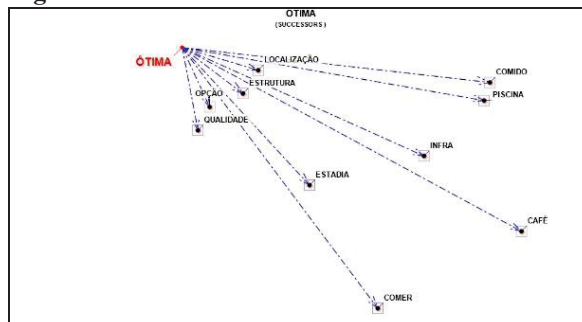 OTIMA
(SUCCESSORS)
ÓTIMA
LOCALIZAÇÃO
COMIDO
ESTRUTURA
PISCINA
OPÇÃO
QUALIDADE
INFRA
ESTADIA
CAFÉ
COMER